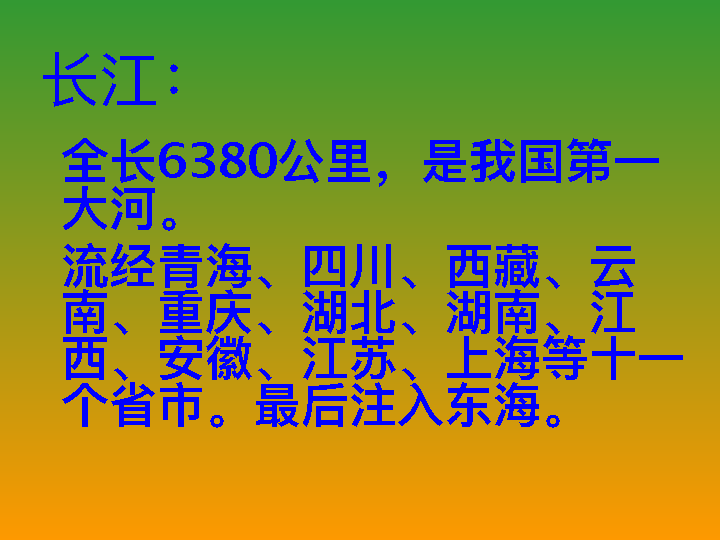 长江：
全长6380公里，是我国第一
大河。
流经青海、四川、西藏、云
南、重庆、湖北、湖南、江
西、安徽、江苏、上海等十一
个省市。最后注入东海。